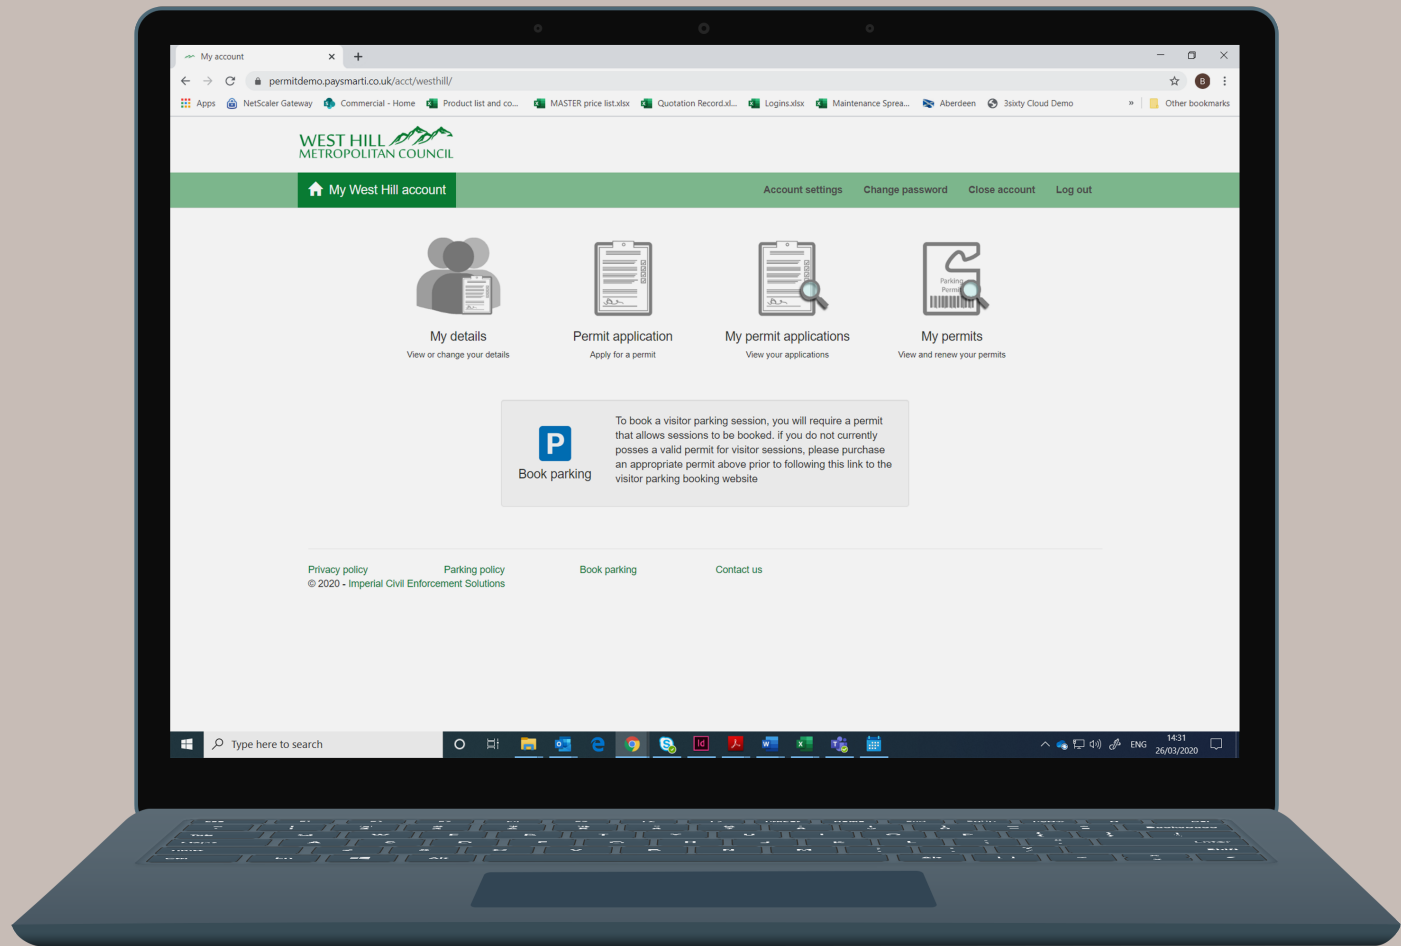 My account
permitdemo.paysmarti.co.uk/acct/westhill/
B
Apps NetScaler Gateway Commercial - Home Product list and co... MASTER price list.xlsx Quotation Record.xl... Logins.xlsx Maintenance Sprea... Aberdeen 3sixty Cloud Demo » Other bookmarks
WEST HILL
METROPOLITAN COUNCIL
My West Hill account Account settings Change password Close account Log out
Parking
Permit
My details Permit application My permit applications My permits
View or change your details Apply for a permit View your applications View and renew your permits
P
Book parking
To book a visitor parking session, you will require a permit
that allows sessions to be booked. if you do not currently
posses a valid permit for visitor sessions, please purchase
an appropriate permit above prior to following this link to the
visitor parking booking website
Privacy policy Parking policy Book parking Contact us
© 2020 - Imperial Civil Enforcement Solutions
Type here to search
ENG
14:31
26/03/2020